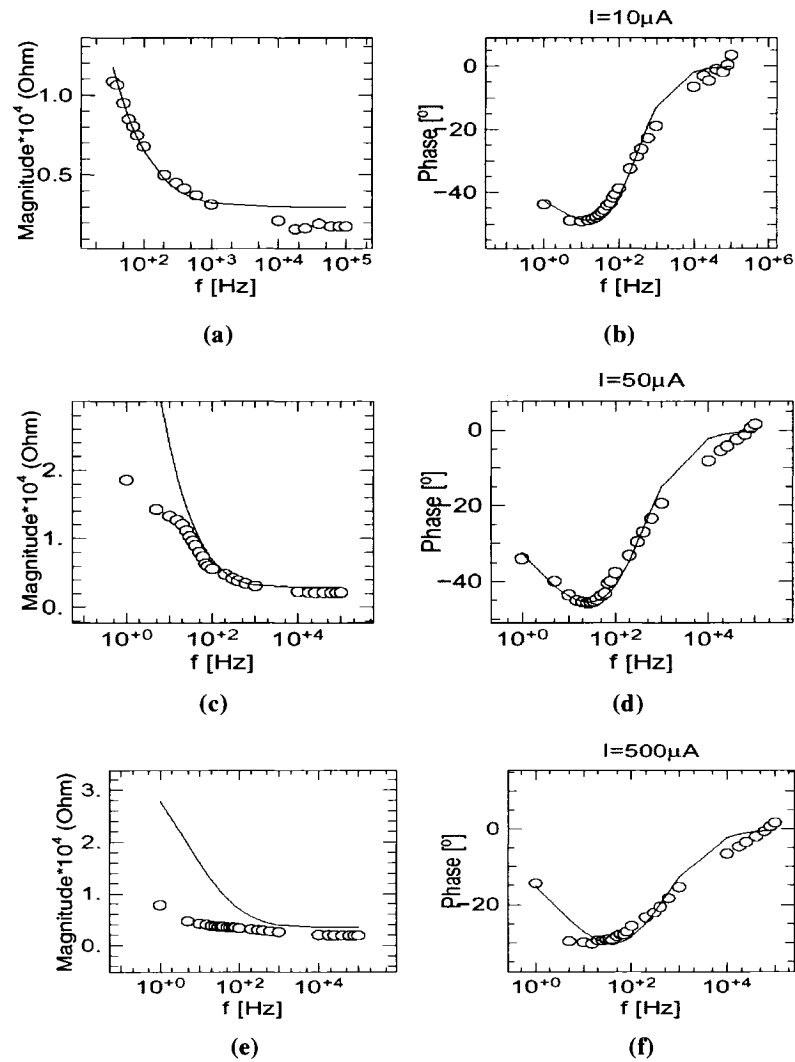 I=10μA
Magnitude*10⁴ (Ohm)
1.0
0.5
10⁺² 10⁺³ 10⁺⁴ 10⁺⁵
f [Hz]
(a)
Phase [º]
0
−20
−40
10⁺⁰ 10⁺² 10⁺⁴ 10⁺⁶
f [Hz]
(b)
I=50μA
Magnitude*10⁴ (Ohm)
2.
1.
0.
10⁺⁰ 10⁺² 10⁺⁴
f [Hz]
(c)
Phase [º]
0
−20
−40
10⁺⁰ 10⁺² 10⁺⁴
f [Hz]
(d)
I=500μA
Magnitude*10⁴ (Ohm)
3.
2.
1.
0.
10⁺⁰ 10⁺² 10⁺⁴
f [Hz]
(e)
Phase [º]
0
−20
10⁺⁰ 10⁺² 10⁺⁴
f [Hz]
(f)